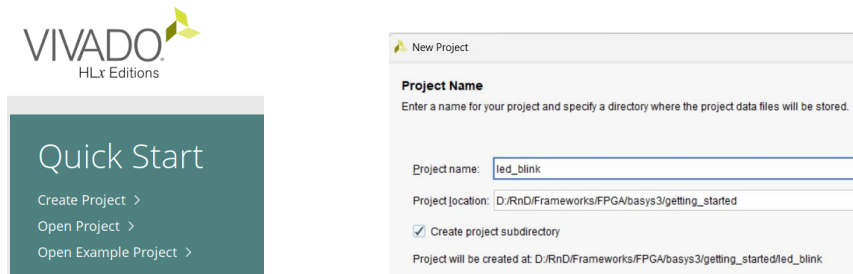 VIVADO.
HLx Editions
Quick Start
Create Project >
Open Project >
Open Example Project >
New Project
Project Name
Enter a name for your project and specify a directory where the project data files will be stored.
Project name: led_blink
Project location: D:/RnD/Frameworks/FPGA/basys3/getting_started
Create project subdirectory
Project will be created at: D:/RnD/Frameworks/FPGA/basys3/getting_started/led_blink